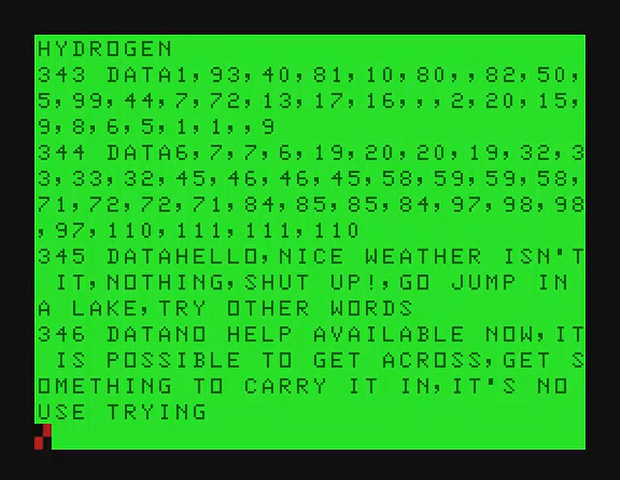 HYDROGEN
343 DATA1,93,40,81,10,80,,82,50,
5,99,44,7,72,13,17,16,,,2,20,15,
9,8,6,5,1,1,,9
344 DATA6,7,7,6,19,20,20,19,32,3
3,33,32,45,46,46,45,58,59,59,58,
71,72,72,71,84,85,85,84,97,98,98
,97,110,111,111,110
345 DATAHELLO,NICE WEATHER ISN'T
IT,NOTHING,SHUT UP!,GO JUMP IN
A LAKE,TRY OTHER WORDS
346 DATANO HELP AVAILABLE NOW,IT
IS POSSIBLE TO GET ACROSS,GET S
OMETHING TO CARRY IT IN,IT'S NO
USE TRYING